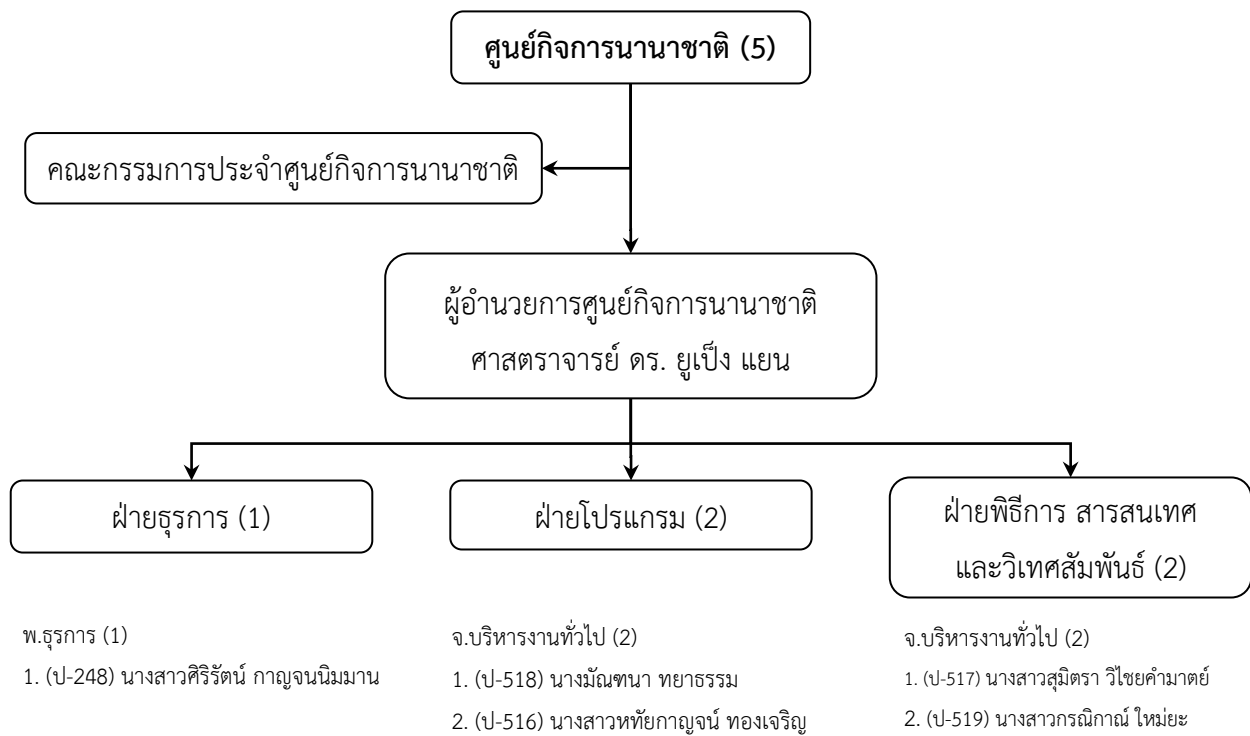 ศูนย์กิจการนานาชาติ (5)
คณะกรรมการประจำศูนย์กิจการนานาชาติ
ผู้อำนวยการศูนย์กิจการนานาชาติ
ศาสตราจารย์ ดร. ยูเป็ง แยน
ฝ่ายธุรการ (1)
พ.ธุรการ (1)
1. (ป-248) นางสาวศิริรัตน์ กาญจนนิมมาน
ฝ่ายโปรแกรม (2)
จ.บริหารงานทั่วไป (2)
1. (ป-518) นางมัณฑนา ทยาธรรม
2. (ป-516) นางสาวหทัยกาญจน์ ทองเจริญ
ฝ่ายพิธีการ สารสนเทศ
และวิเทศสัมพันธ์ (2)
จ.บริหารงานทั่วไป (2)
1. (ป-517) นางสาวสุมิตรา วิไชยคำมาตย์
2. (ป-519) นางสาวกรณิกาณ์ ใหม่ยะ